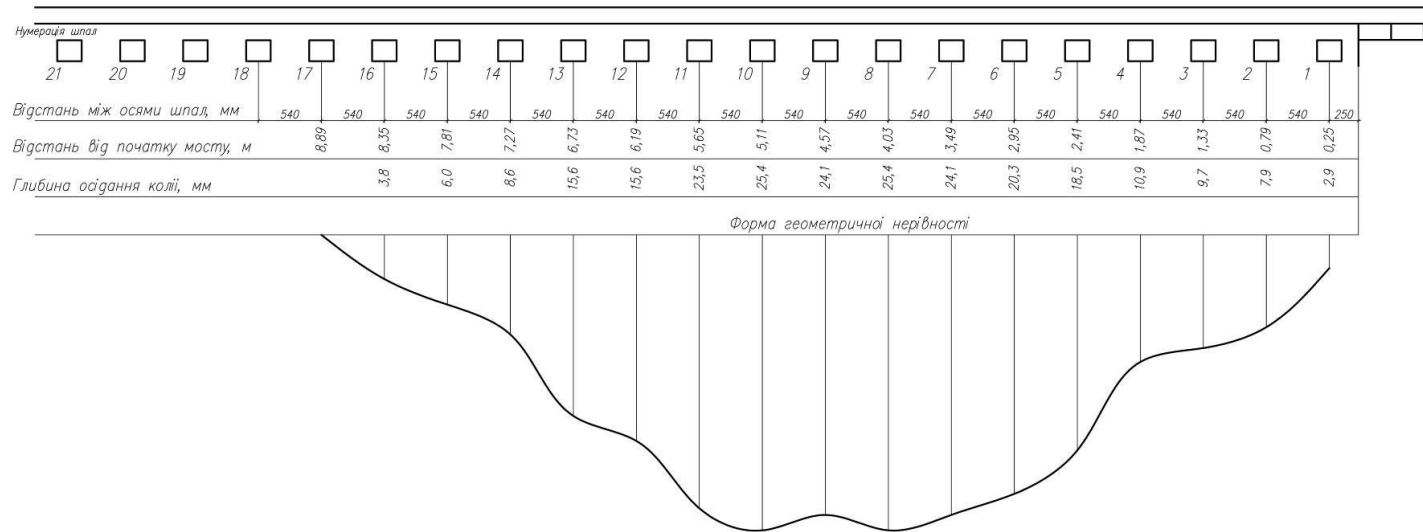 Нумерація шпал
21 20 19 18 17 16 15 14 13 12 11 10 9 8 7 6 5 4 3 2 1
Відстань між осями шпал, мм 540 540 540 540 540 540 540 540 540 540 540 540 540 540 540 540 540 250
Відстань від початку мосту, м 8,89 8,35 7,81 7,27 6,73 6,19 5,65 5,11 4,57 4,03 3,49 2,95 2,41 1,87 1,33 0,79 0,25
Глибина осідання колії, мм 3,8 6,0 8,6 15,6 15,6 23,5 25,4 24,1 25,4 24,1 20,3 18,5 10,9 9,7 7,9 2,9
Форма геометричної нерівності